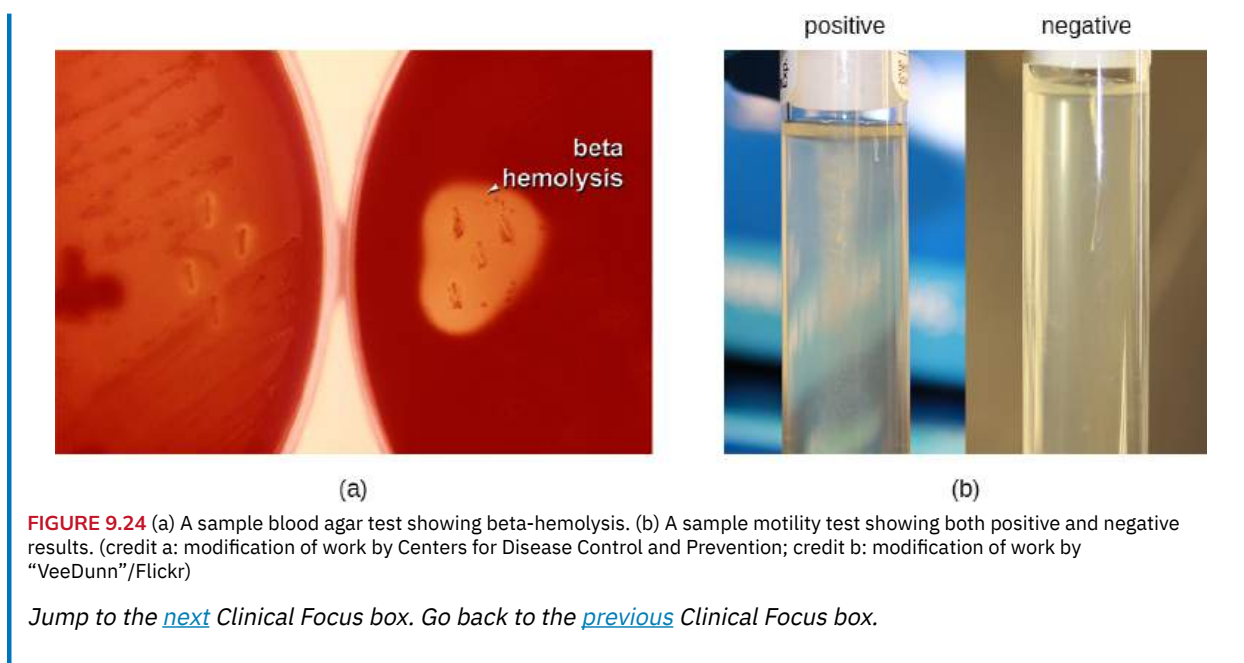 positive negative
beta
hemolysis
Exp.
(a) (b)
FIGURE 9.24 (a) A sample blood agar test showing beta-hemolysis. (b) A sample motility test showing both positive and negative
results. (credit a: modification of work by Centers for Disease Control and Prevention; credit b: modification of work by
“VeeDunn”/Flickr)
Jump to the next Clinical Focus box. Go back to the previous Clinical Focus box.